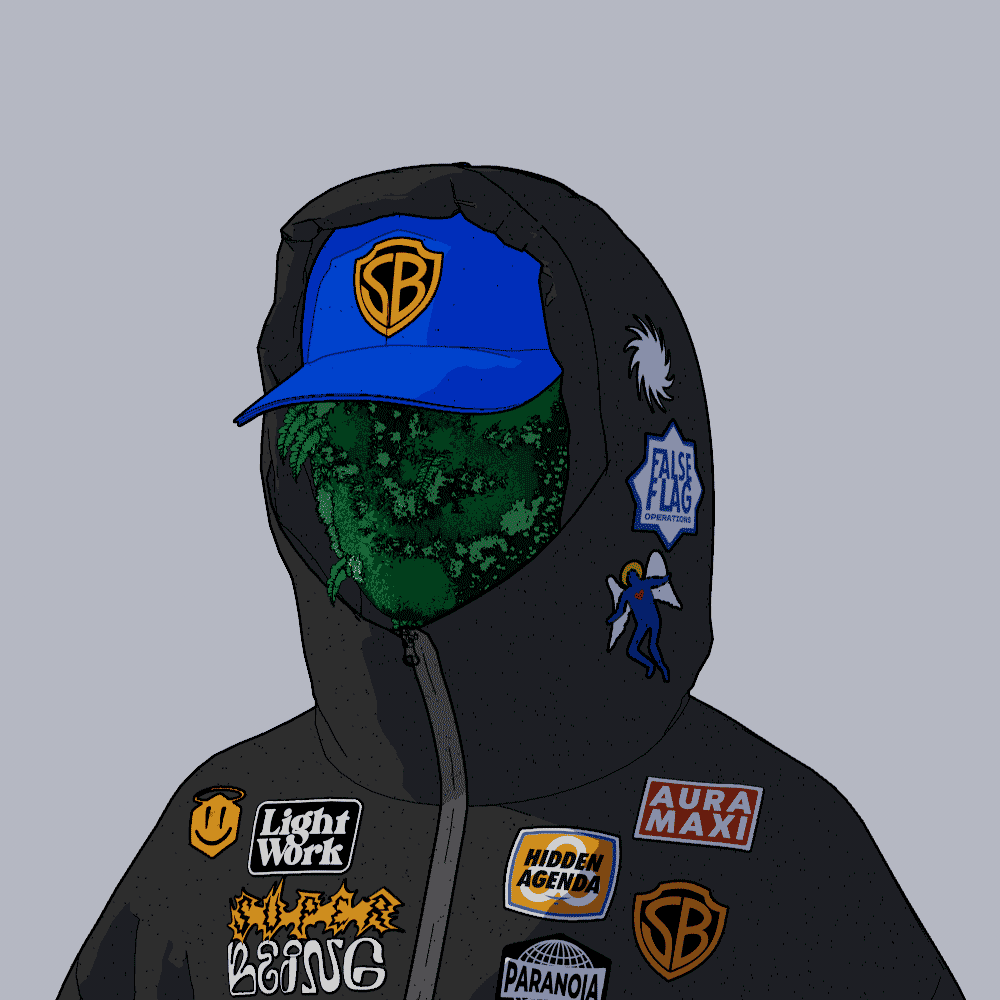 SB
FALSE
FLAG
OPERATIONS
AURA
MAXI
Light
Work
HIDDEN
AGENDA
SUPER
BEING
SB
PARANOIA